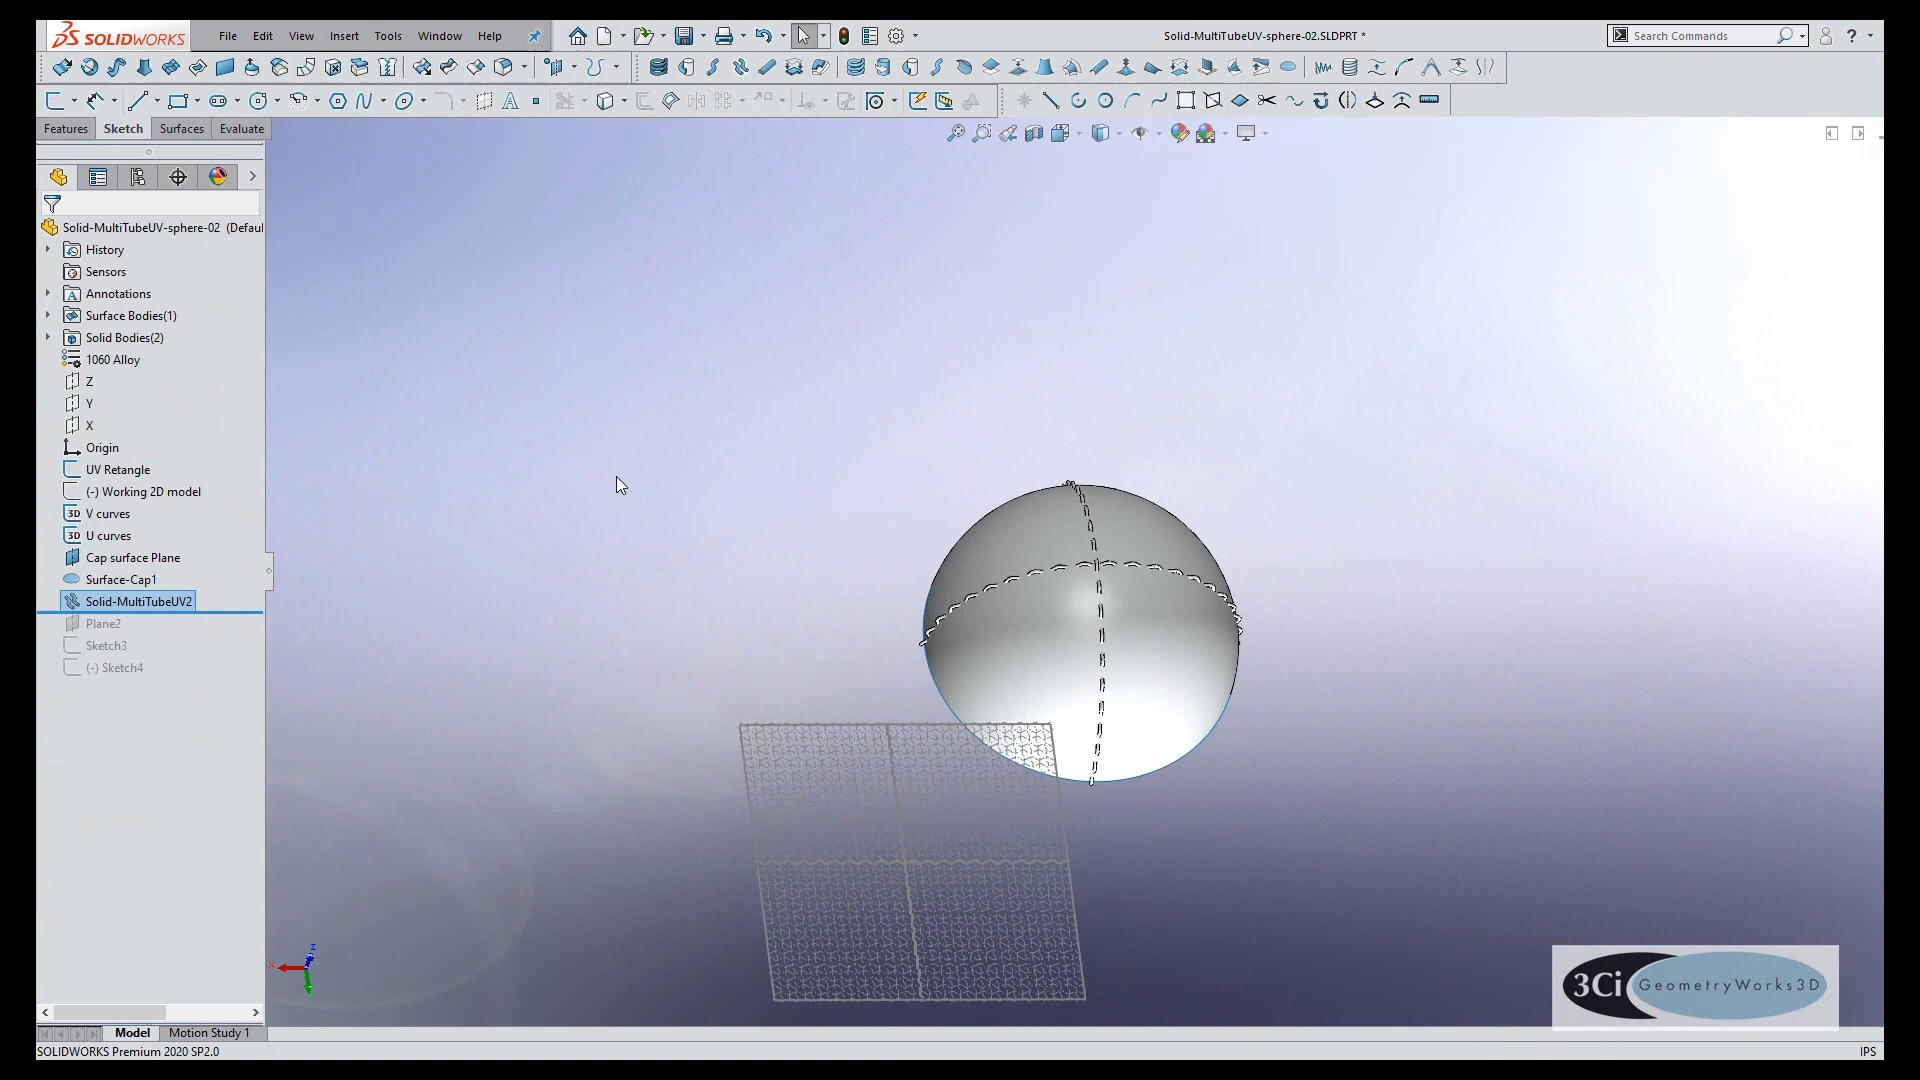 SOLIDWORKS
File Edit View Insert Tools Window Help
Solid-MultiTubeUV-sphere-02.SLDPRT *
Search Commands
Features Sketch Surfaces Evaluate
Solid-MultiTubeUV-sphere-02 (Defaul
History
Sensors
Annotations
Surface Bodies(1)
Solid Bodies(2)
1060 Alloy
Z
Y
X
Origin
UV Retangle
(-) Working 2D model
3D V curves
3D U curves
Cap surface Plane
Surface-Cap1
Solid-MultiTubeUV2
Plane2
Sketch3
(-) Sketch4
Z
X
3Ci GeometryWorks3D
Model Motion Study 1
SOLIDWORKS Premium 2020 SP2.0
IPS